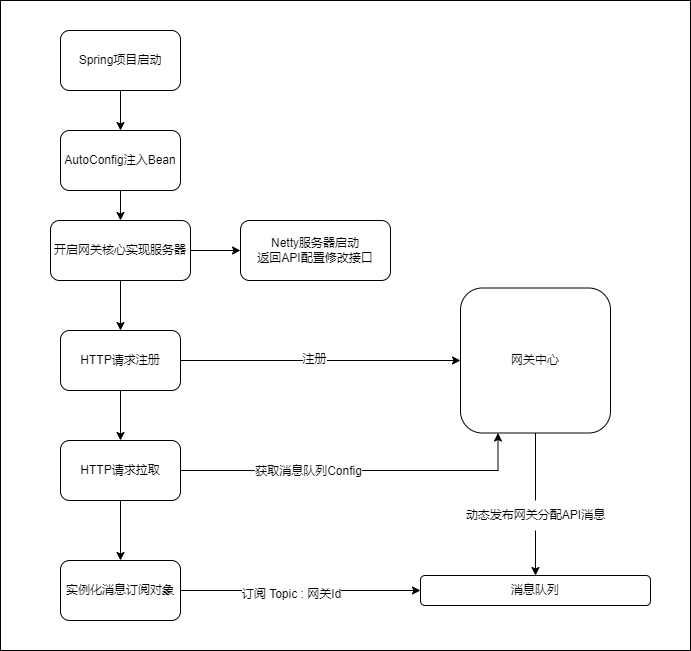 Spring项目启动
AutoConfig注入Bean
开启网关核心实现服务器
Netty服务器启动
返回API配置修改接口
HTTP请求注册
注册
网关中心
HTTP请求拉取
获取消息队列Config
动态发布网关分配API消息
实例化消息订阅对象
订阅 Topic : 网关Id
消息队列